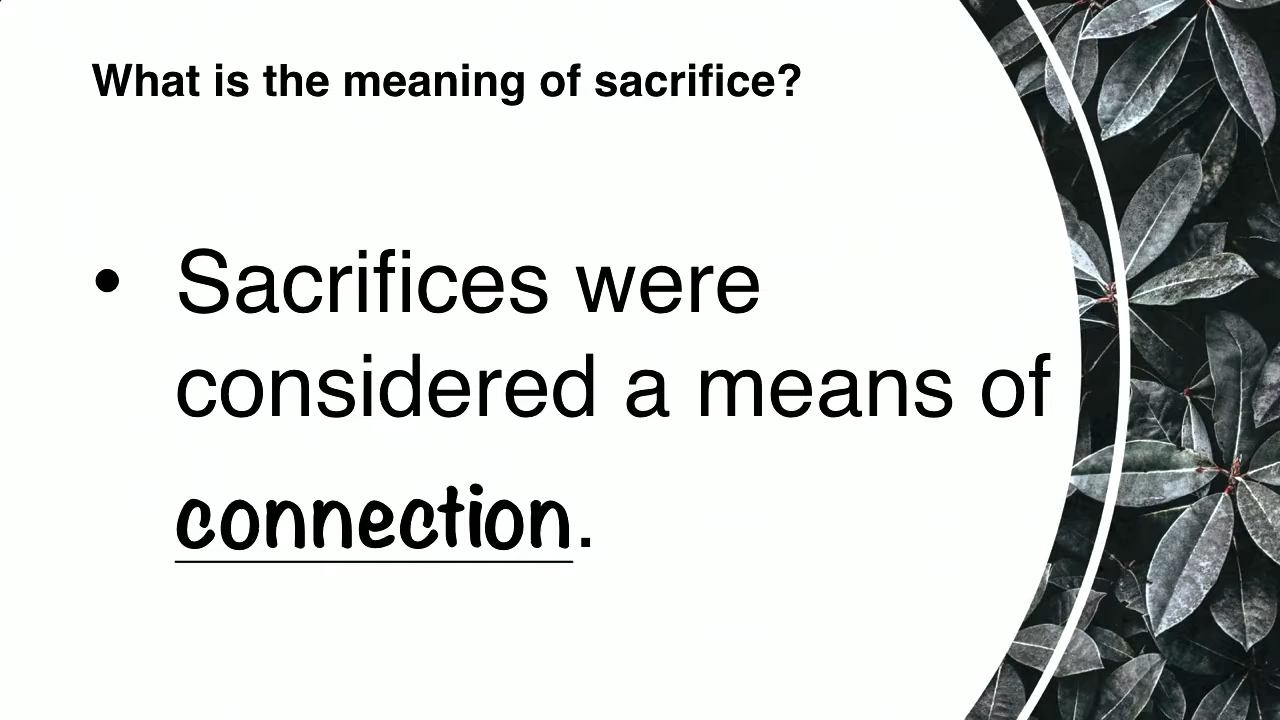 What is the meaning of sacrifice?
• Sacrifices were
considered a means of
connection.